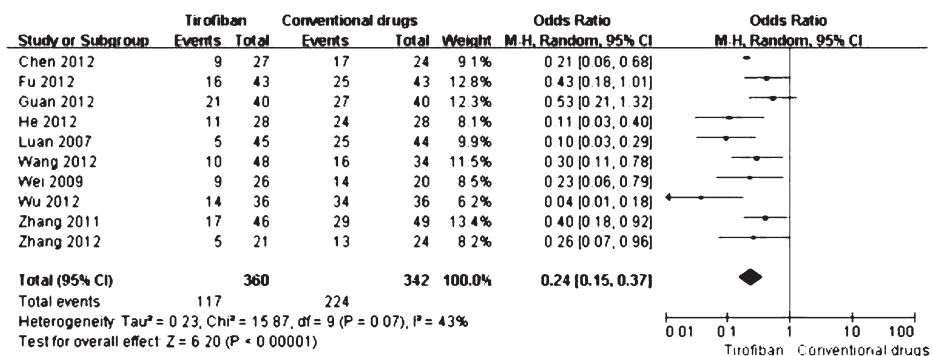 Tirofiban Conventional drugs Odds Ratio Odds Ratio
Study or Subgroup Events Total Events Total Weight M-H, Random, 95% CI M-H, Random, 95% CI
Chen 2012 9 27 17 24 9 1% 0 21 [0 06, 0 68]
Fu 2012 16 43 25 43 12 8% 0 43 [0 18, 1 01]
Guan 2012 21 40 27 40 12 3% 0 53 [0 21, 1 32]
He 2012 11 28 24 28 8 1% 0 11 [0 03, 0 40]
Luan 2007 5 45 25 44 9 9% 0 10 [0 03, 0 29]
Wang 2012 10 48 16 34 11 5% 0 30 [0 11, 0 78]
Wei 2009 9 26 14 20 8 5% 0 23 [0 06, 0 79]
Wu 2012 14 36 34 36 6 2% 0 04 [0 01, 0 18]
Zhang 2011 17 46 29 49 13 4% 0 40 [0 18, 0 92]
Zhang 2012 5 21 13 24 8 2% 0 26 [0 07, 0 96]
Total (95% CI) 360 342 100.0% 0.24 [0.15, 0.37]
Total events 117 224
Heterogeneity Tau² = 0 23, Chi² = 15 87, df = 9 (P = 0 07), I² = 43%
Test for overall effect Z = 6 20 (P < 0 00001)
0 01 0 1 1 10 100
Tirofiban Conventional drugs